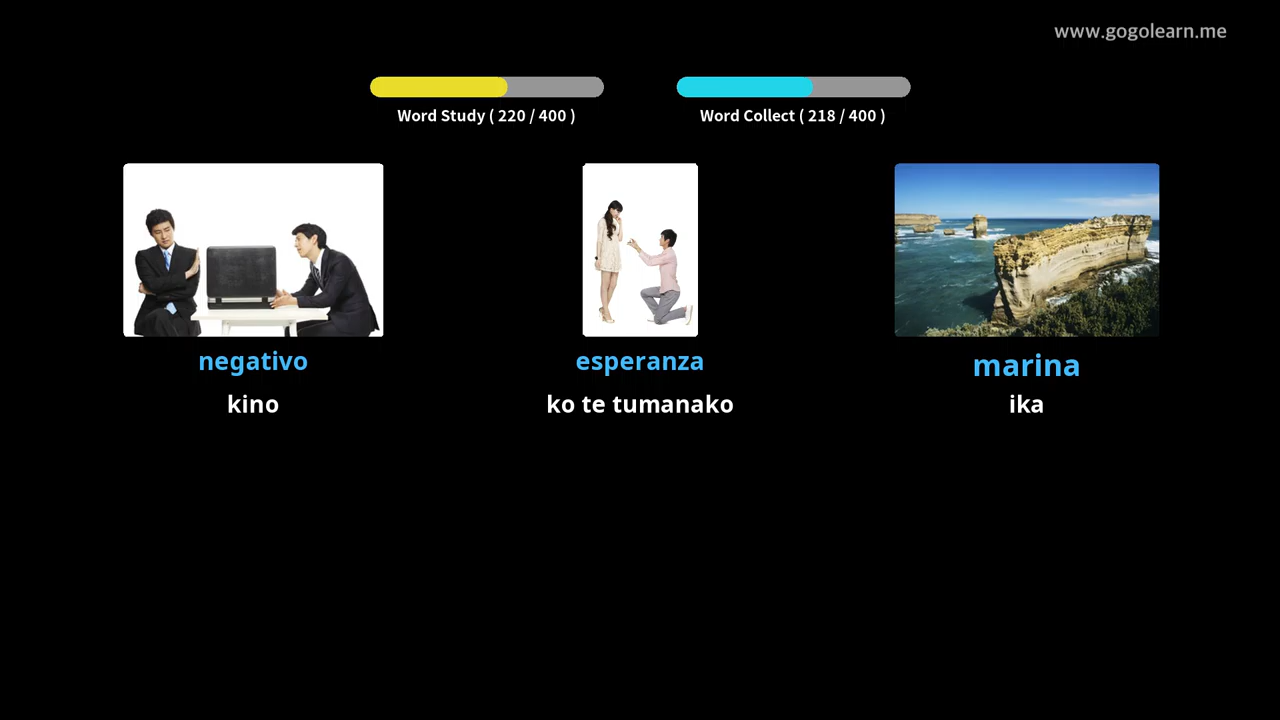 www.gogolearn.me
Word Study ( 220 / 400 )
Word Collect ( 218 / 400 )
negativo
kino
esperanza
ko te tumanako
marina
ika